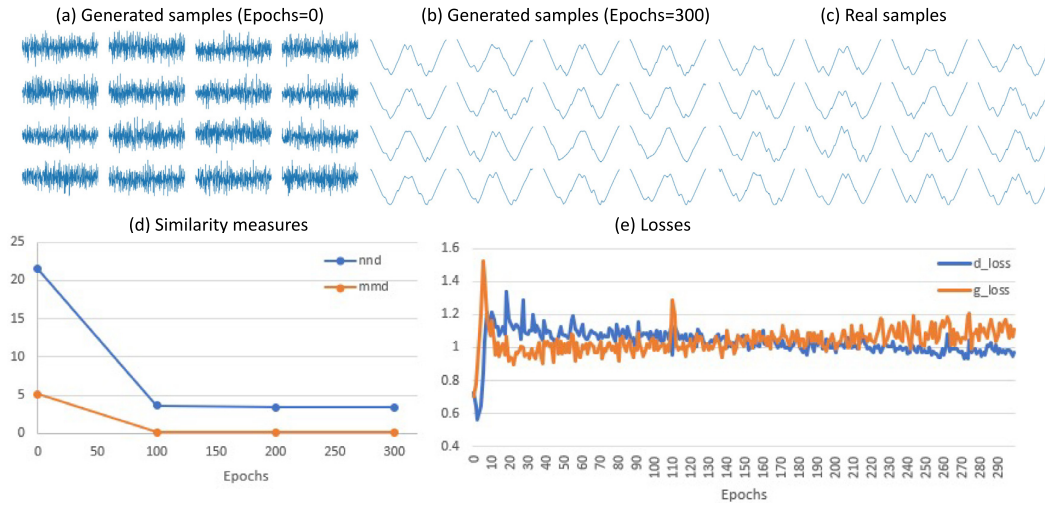 (a) Generated samples (Epochs=0)
(b) Generated samples (Epochs=300)
(c) Real samples
(d) Similarity measures
25
20
15
10
5
0
0 50 100 150 200 250 300
Epochs
nnd
mmd
(e) Losses
1.6
1.4
1.2
1
0.8
0.6
0.4
0 10 20 30 40 50 60 70 80 90 100 110 120 130 140 150 160 170 180 190 200 210 220 230 240 250 260 270 280 290
Epochs
d_loss
g_loss